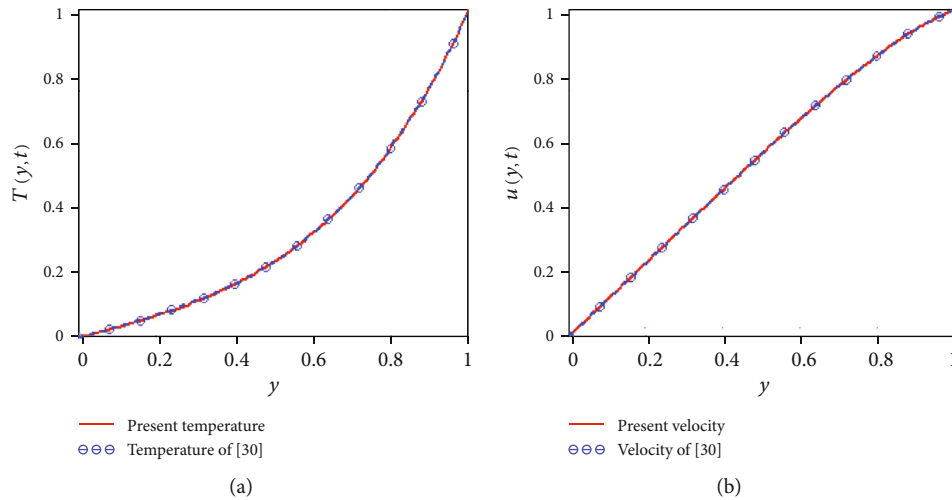 1
0.8
0.6
0.4
0.2
0
T (y, t)
0 0.2 0.4 0.6 0.8 1
y
Present temperature
Temperature of [30]
(a)
1
0.8
0.6
0.4
0.2
0
u (y, t)
0 0.2 0.4 0.6 0.8 1
y
Present velocity
Velocity of [30]
(b)